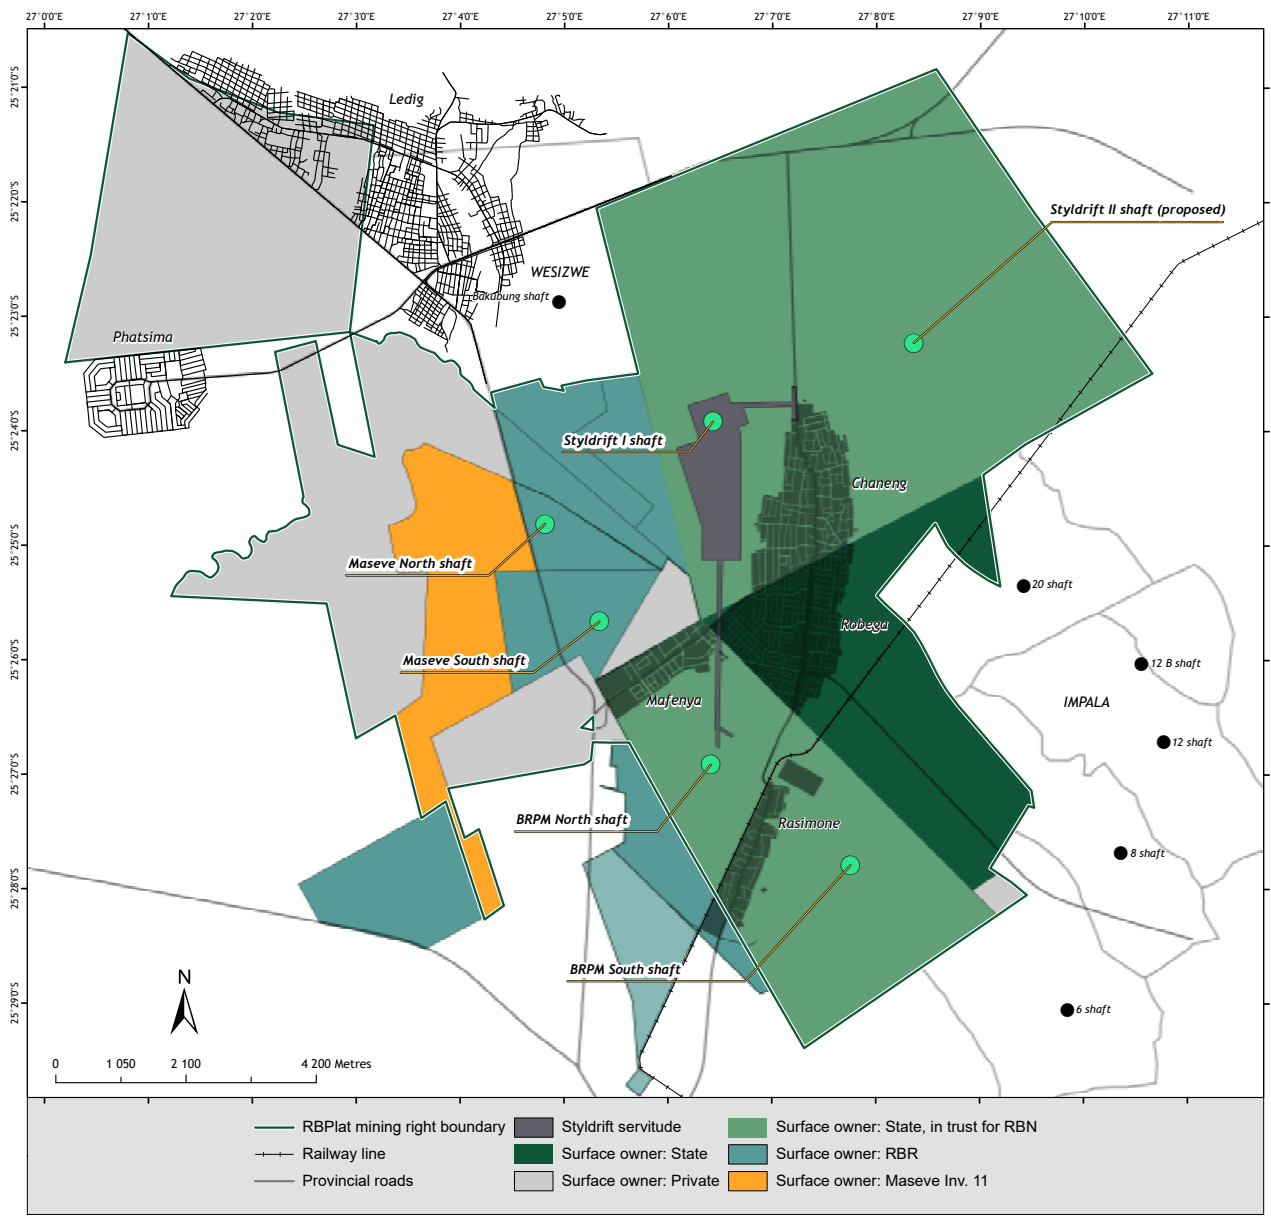 27°0'0"E 27°1'0"E 27°2'0"E 27°3'0"E 27°4'0"E 27°5'0"E 27°6'0"E 27°7'0"E 27°8'0"E 27°9'0"E 27°10'0"E 27°11'0"E
25°21'0"S
25°22'0"S
25°23'0"S
25°24'0"S
25°25'0"S
25°26'0"S
25°27'0"S
25°28'0"S
25°29'0"S
Ledig
Styldrift II shaft (proposed)
WESIZWE
Bakubung shaft
Phatsima
Styldrift I shaft
Chaneng
Maseve North shaft
20 shaft
Robega
Maseve South shaft
12 B shaft
Mafenya
IMPALA
12 shaft
BRPM North shaft
Rasimone
8 shaft
BRPM South shaft
N
6 shaft
0 1 050 2 100 4 200 Metres
RBPlat mining right boundary
Railway line
Provincial roads
Styldrift servitude
Surface owner: State
Surface owner: Private
Surface owner: State, in trust for RBN
Surface owner: RBR
Surface owner: Maseve Inv. 11